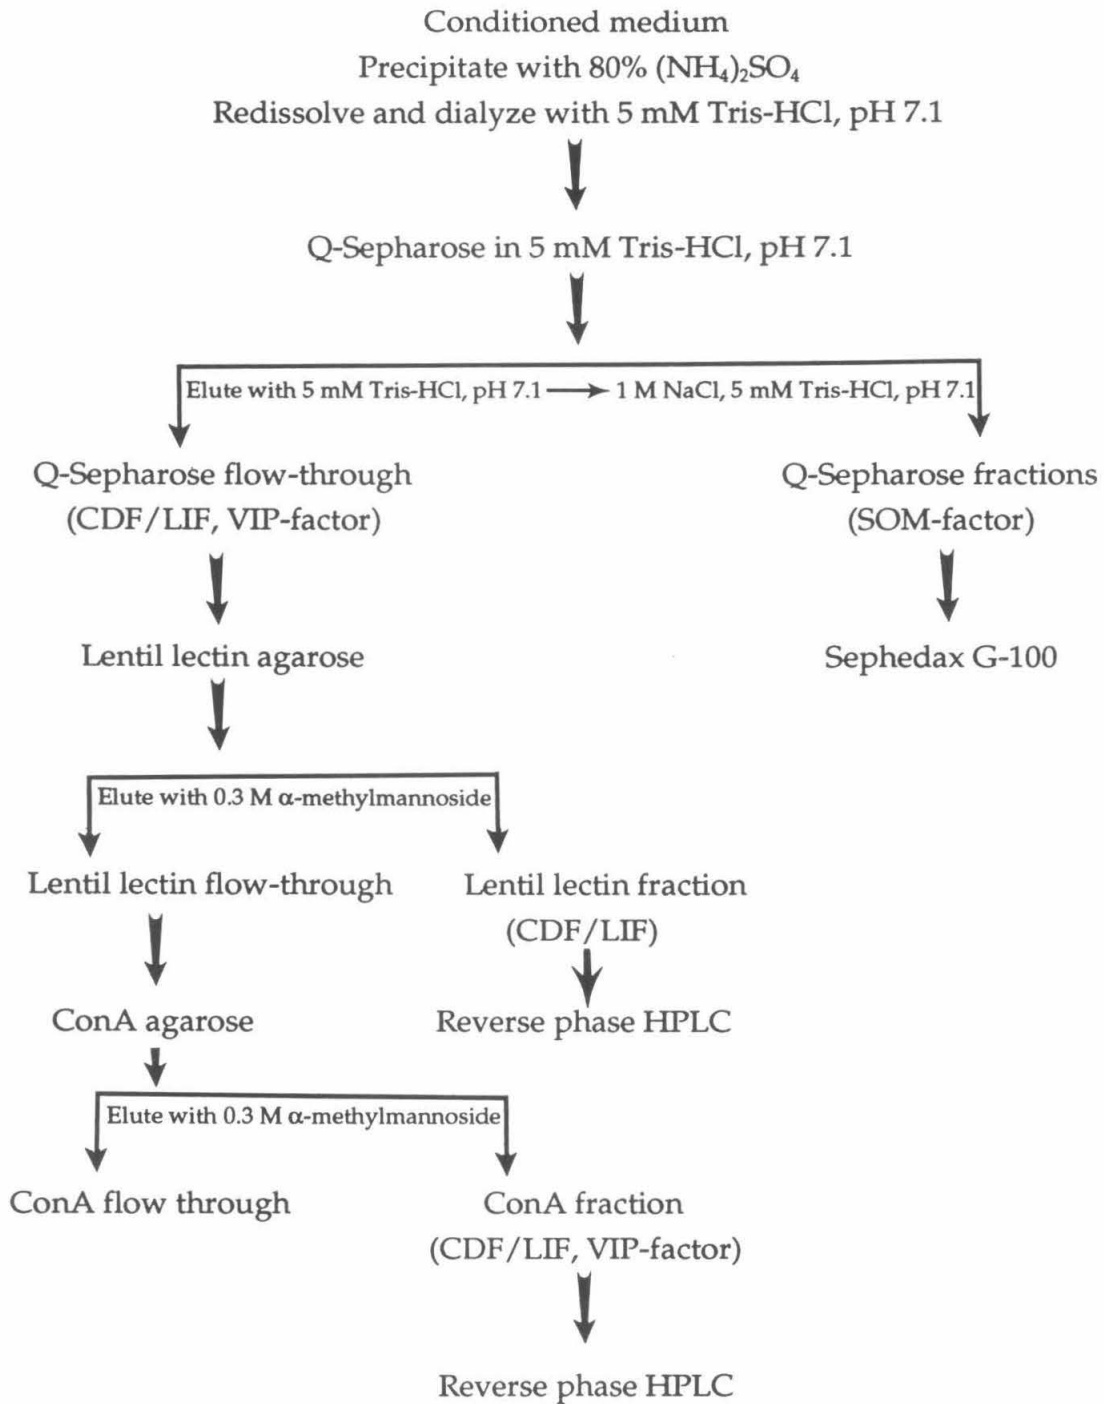 Conditioned medium
Precipitate with 80% (NH₄)₂SO₄
Redissolve and dialyze with 5 mM Tris-HCl, pH 7.1
Q-Sepharose in 5 mM Tris-HCl, pH 7.1
Elute with 5 mM Tris-HCl, pH 7.1 → 1 M NaCl, 5 mM Tris-HCl, pH 7.1
Q-Sepharose flow-through
(CDF/LIF, VIP-factor)
Q-Sepharose fractions
(SOM-factor)
Lentil lectin agarose
Sephedax G-100
Elute with 0.3 M α-methylmannoside
Lentil lectin flow-through
Lentil lectin fraction
(CDF/LIF)
ConA agarose
Reverse phase HPLC
Elute with 0.3 M α-methylmannoside
ConA flow through
ConA fraction
(CDF/LIF, VIP-factor)
Reverse phase HPLC